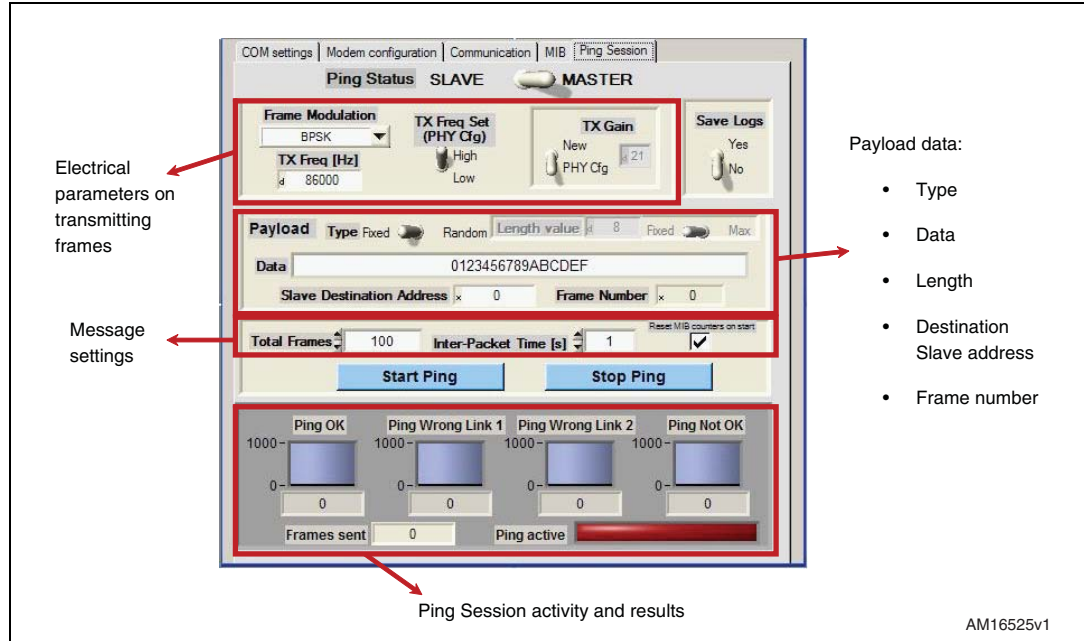 COM settings Modem configuration Communication MIB Ping Session
Ping Status SLAVE MASTER
Frame Modulation
BPSK
TX Freq [Hz]
d 86000
TX Freq Set
(PHY Cfg)
High
Low
TX Gain
New
PHY Cfg
d 21
Save Logs
Yes
No
Electrical
parameters on
transmitting
frames
Payload Type Fixed Random Length value d 8 Fixed Max
Data 0123456789ABCDEF
Slave Destination Address x 0 Frame Number x 0
Payload data:
• Type
• Data
• Length
• Destination
Slave address
• Frame number
Message
settings
Total Frames 100 Inter-Packet Time [s] 1 Reset MIB counters on start
Start Ping Stop Ping
Ping OK Ping Wrong Link 1 Ping Wrong Link 2 Ping Not OK
1000 1000 1000 1000
0 0 0 0
0 0 0 0
Frames sent 0 Ping active
Ping Session activity and results
AM16525v1